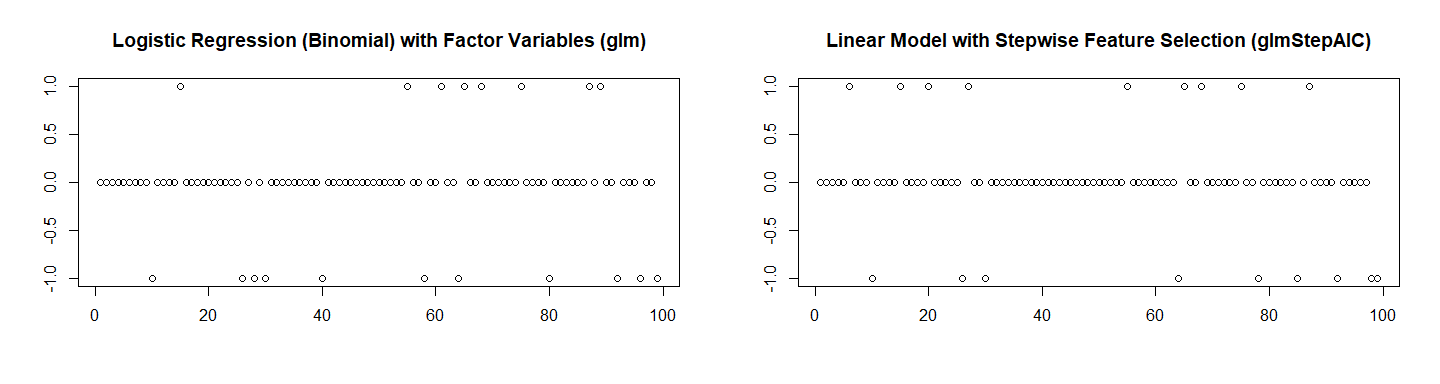 Logistic Regression (Binomial) with Factor Variables (glm)
1.0
0.5
0.0
-0.5
-1.0
0 20 40 60 80 100
Linear Model with Stepwise Feature Selection (glmStepAIC)
1.0
0.5
0.0
-0.5
-1.0
0 20 40 60 80 100